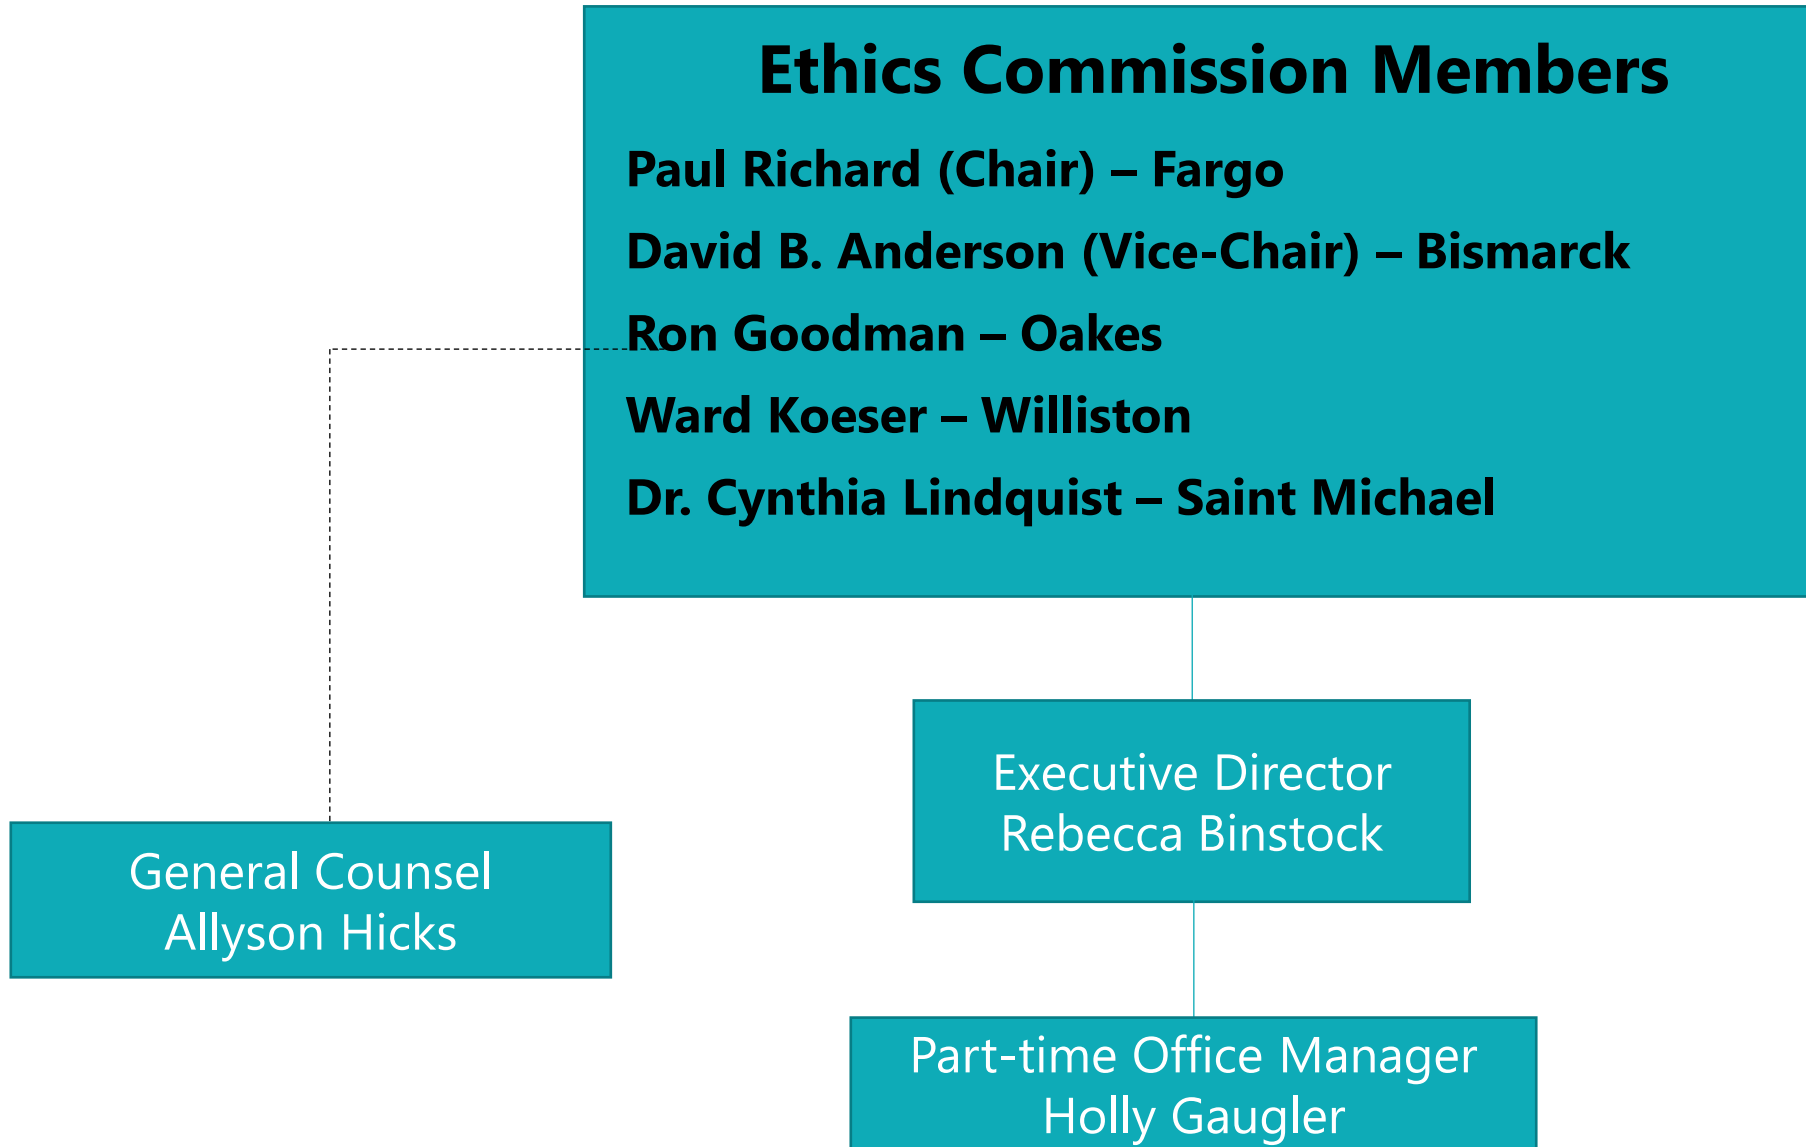 Ethics Commission Members
Paul Richard (Chair) – Fargo
David B. Anderson (Vice-Chair) – Bismarck
Ron Goodman – Oakes
Ward Koeser – Williston
Dr. Cynthia Lindquist – Saint Michael
Executive Director
Rebecca Binstock
General Counsel
Allyson Hicks
Part-time Office Manager
Holly Gaugler